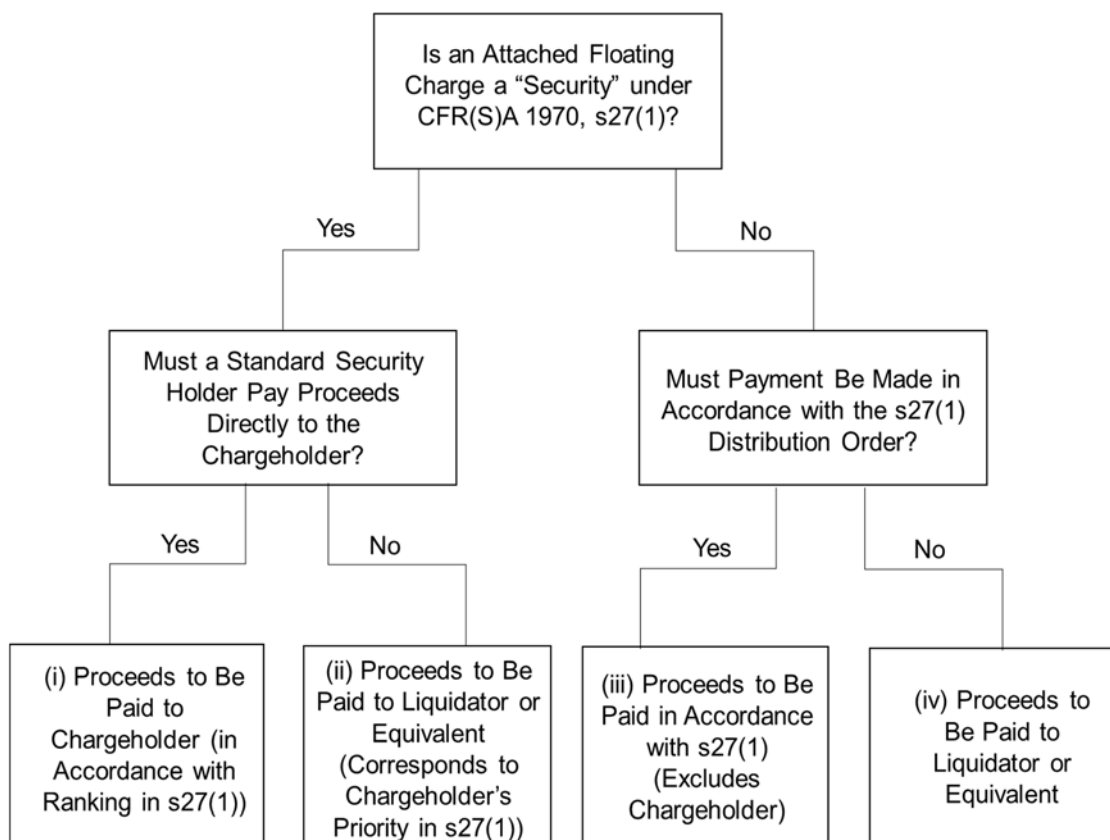 Is an Attached Floating
Charge a “Security” under
CFR(S)A 1970, s27(1)?
Yes
No
Must a Standard Security
Holder Pay Proceeds
Directly to the
Chargeholder?
Must Payment Be Made in
Accordance with the s27(1)
Distribution Order?
Yes
No
Yes
No
(i) Proceeds to Be
Paid to
Chargeholder (in
Accordance with
Ranking in s27(1))
(ii) Proceeds to Be
Paid to Liquidator or
Equivalent
(Corresponds to
Chargeholder’s
Priority in s27(1))
(iii) Proceeds to Be
Paid in Accordance
with s27(1)
(Excludes
Chargeholder)
(iv) Proceeds to
Be Paid to
Liquidator or
Equivalent